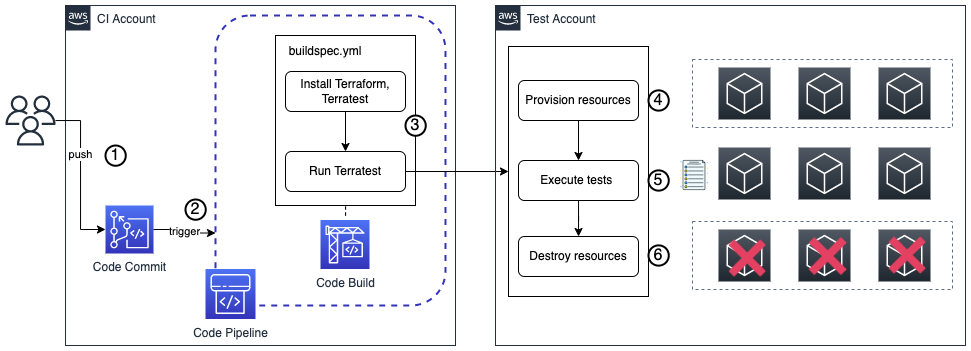 aws
CI Account
buildspec.yml
Install Terraform,
Terratest
3
Run Terratest
push
1
2
trigger
Code Commit
Code Build
Code Pipeline
aws
Test Account
Provision resources
4
Execute tests
5
Destroy resources
6